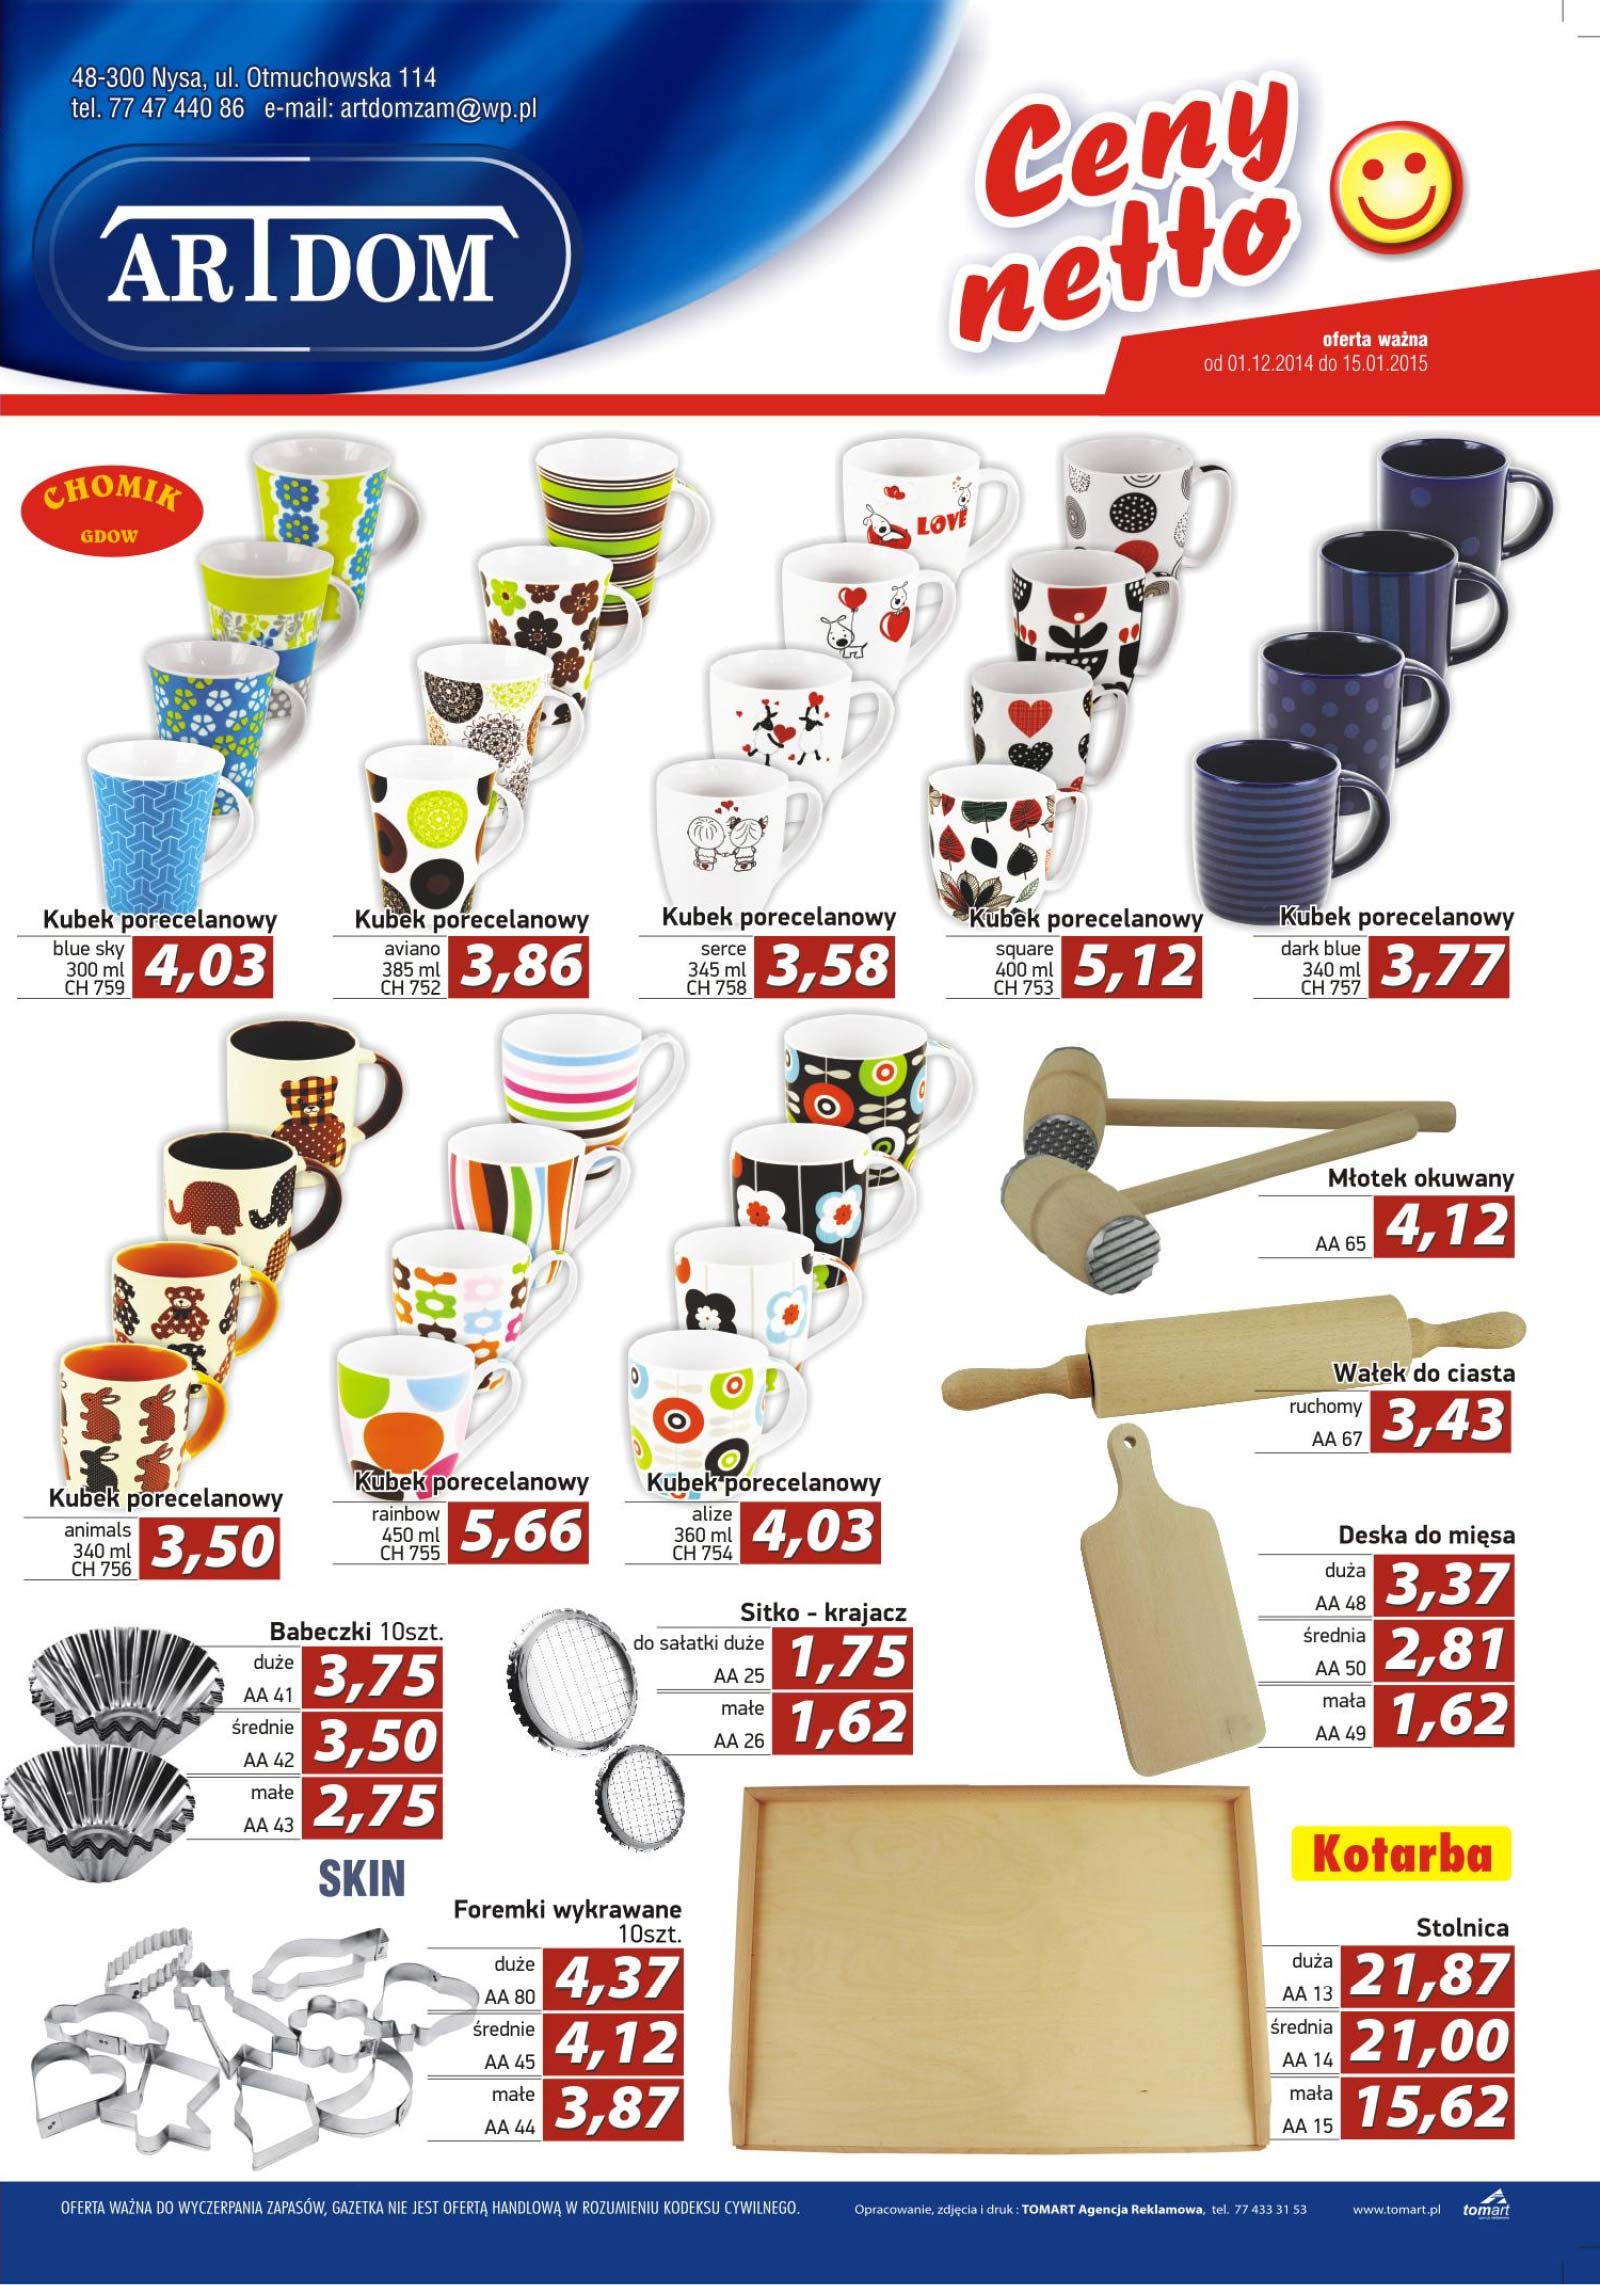 48-300 Nysa, ul. Otmuchowska 114
tel. 77 47 440 86 e-mail: artdomzam@wp.pl
ARTDOM
Ceny
netto
oferta ważna
od 01.12.2014 do 15.01.2015
CHOMIK
GDOW
LOVE
Kubek porecelanowy
blue sky
300 ml
CH 759
4,03
Kubek porecelanowy
aviano
385 ml
CH 752
3,86
Kubek porecelanowy
serce
345 ml
CH 758
3,58
Kubek porecelanowy
square
400 ml
CH 753
5,12
Kubek porecelanowy
dark blue
340 ml
CH 757
3,77
Kubek porecelanowy
animals
340 ml
CH 756
3,50
Kubek porecelanowy
rainbow
450 ml
CH 755
5,66
Kubek porecelanowy
alize
360 ml
CH 754
4,03
Młotek okuwany
AA 65
4,12
Wałek do ciasta
ruchomy
AA 67
3,43
Deska do mięsa
duża
AA 48
3,37
średnia
AA 50
2,81
mała
AA 49
1,62
Babeczki 10szt.
duże
AA 41
3,75
średnie
AA 42
3,50
małe
AA 43
2,75
Sitko - krajacz
do sałatki duże
AA 25
1,75
małe
AA 26
1,62
SKIN
Foremki wykrawane
10szt.
duże
AA 80
4,37
średnie
AA 45
4,12
małe
AA 44
3,87
Kotarba
Stolnica
duża
AA 13
21,87
średnia
AA 14
21,00
mała
AA 15
15,62
OFERTA WAŻNA DO WYCZERPANIA ZAPASÓW, GAZETKA NIE JEST OFERTĄ HANDLOWĄ W ROZUMIENIU KODEKSU CYWILNEGO.
Opracowanie, zdjęcia i druk : TOMART Agencja Reklamowa, tel. 77 433 31 53
www.tomart.pl
tomart